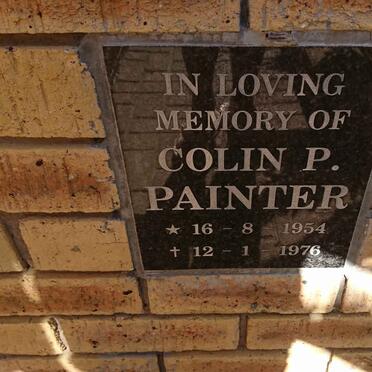 IN LOVING
MEMORY OF
COLIN P.
PAINTER
★ 16 - 8 1954
† 12 - 1 1976